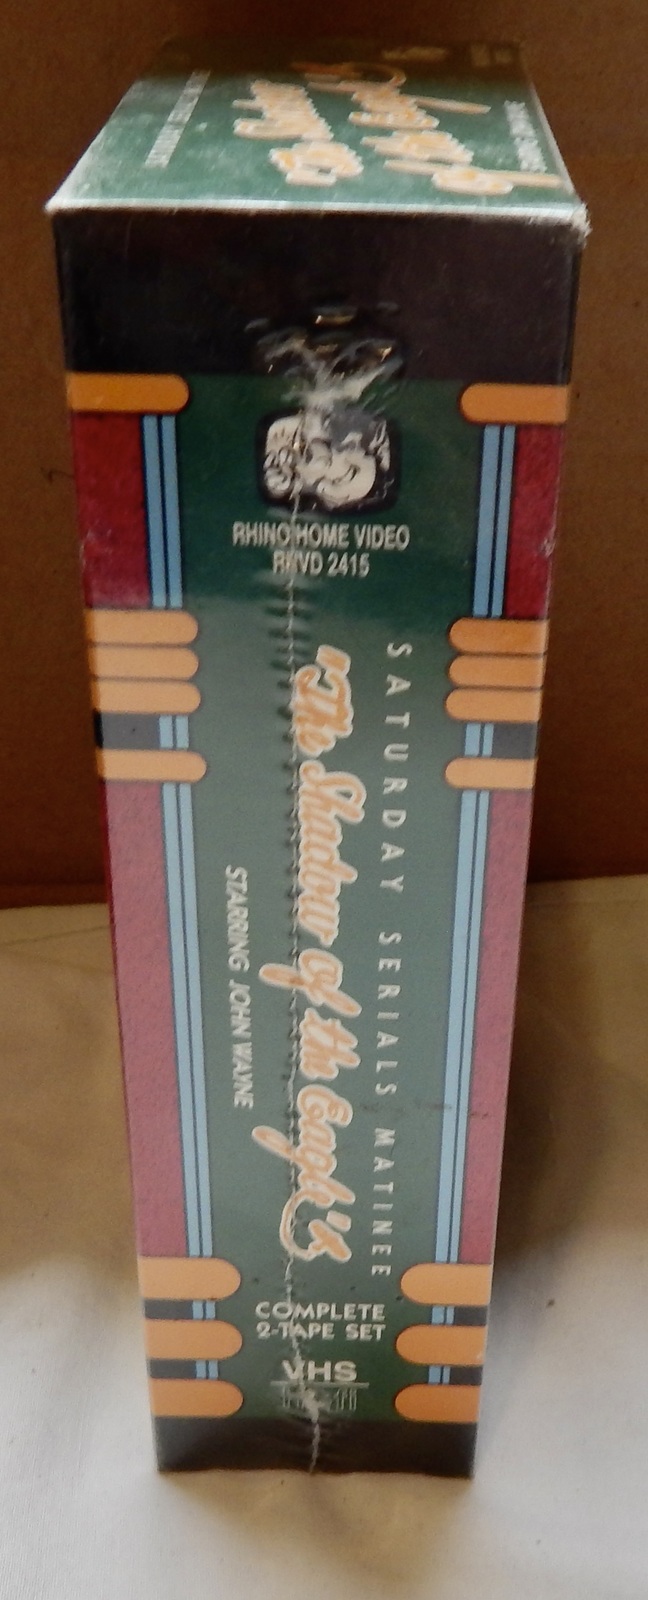 RHINO HOME VIDEO
RNVD 2415
SATURDAY SERIALS MATINEE
"The Shadow of the Eagle"
STARRING JOHN WAYNE
COMPLETE
2-TAPE SET
VHS